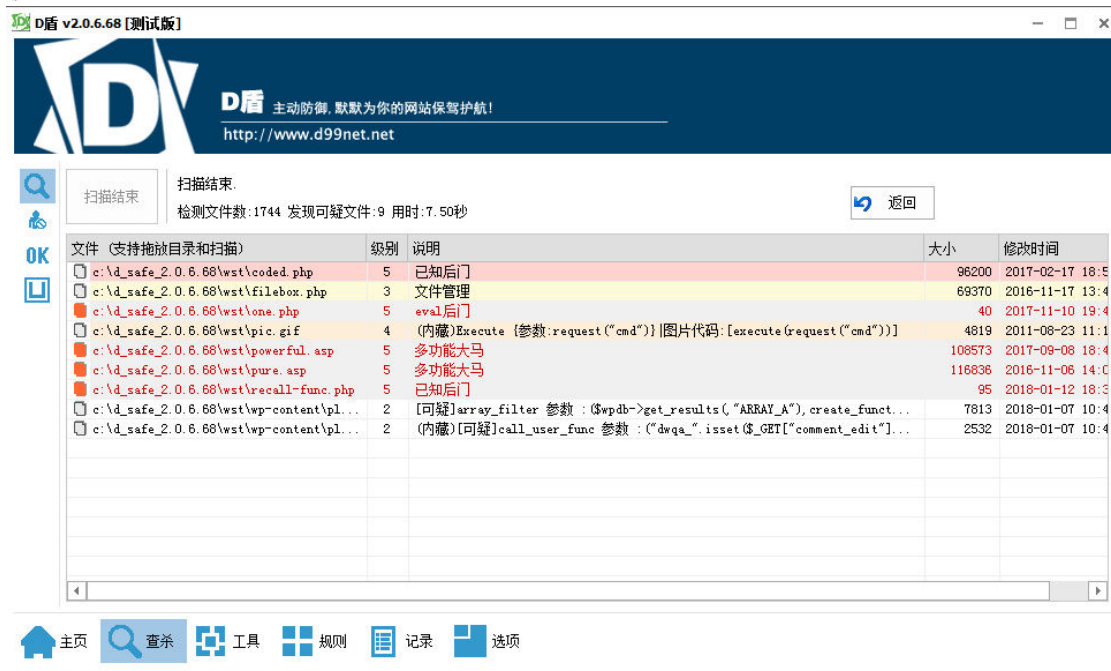 D盾 v2.0.6.68 [测试版]
D盾 主动防御,默默为你的网站保驾护航!
http://www.d99net.net
扫描结束
扫描结束.
检测文件数:1744 发现可疑文件:9 用时:7.50秒
返回
文件 (支持拖放目录和扫描) 级别 说明 大小 修改时间
c:\d_safe_2.0.6.68\wst\coded.php 5 已知后门 96200 2017-02-17 18:5
c:\d_safe_2.0.6.68\wst\filebox.php 3 文件管理 69370 2016-11-17 13:4
c:\d_safe_2.0.6.68\wst\one.php 5 eval后门 40 2017-11-10 19:4
c:\d_safe_2.0.6.68\wst\pic.gif 4 (内藏)Execute {参数:request("cmd")}|图片代码:[execute(request("cmd"))] 4819 2011-08-23 11:1
c:\d_safe_2.0.6.68\wst\powerful.asp 5 多功能大马 108573 2017-09-08 18:4
c:\d_safe_2.0.6.68\wst\pure.asp 5 多功能大马 116836 2016-11-06 14:0
c:\d_safe_2.0.6.68\wst\recall-func.php 5 已知后门 95 2018-01-12 18:3
c:\d_safe_2.0.6.68\wst\wp-content\pl... 2 [可疑]array_filter 参数 :($wpdb->get_results(,"ARRAY_A"),create_funct... 7813 2018-01-07 10:4
c:\d_safe_2.0.6.68\wst\wp-content\pl... 2 (内藏)[可疑]call_user_func 参数 :("dwqa_".isset($_GET["comment_edit"]... 2532 2018-01-07 10:4
OK
主页 查杀 工具 规则 记录 选项